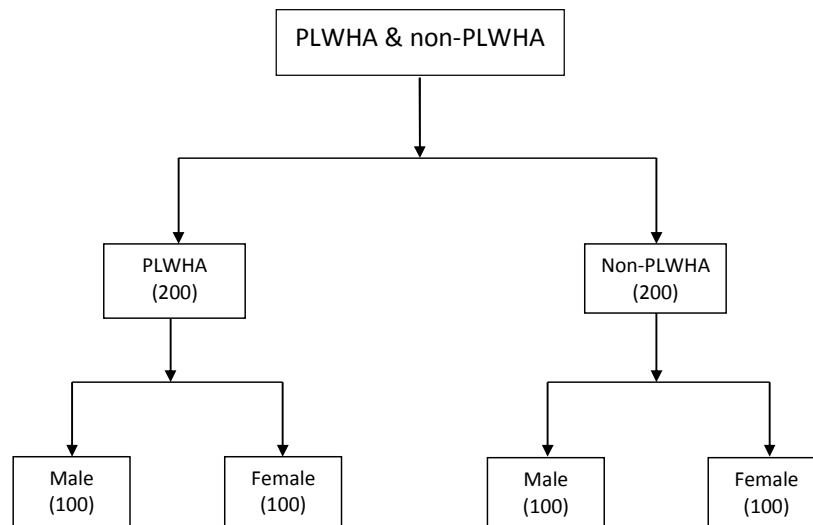 PLWHA & non-PLWHA
PLWHA
(200)
Non-PLWHA
(200)
Male
(100)
Female
(100)
Male
(100)
Female
(100)